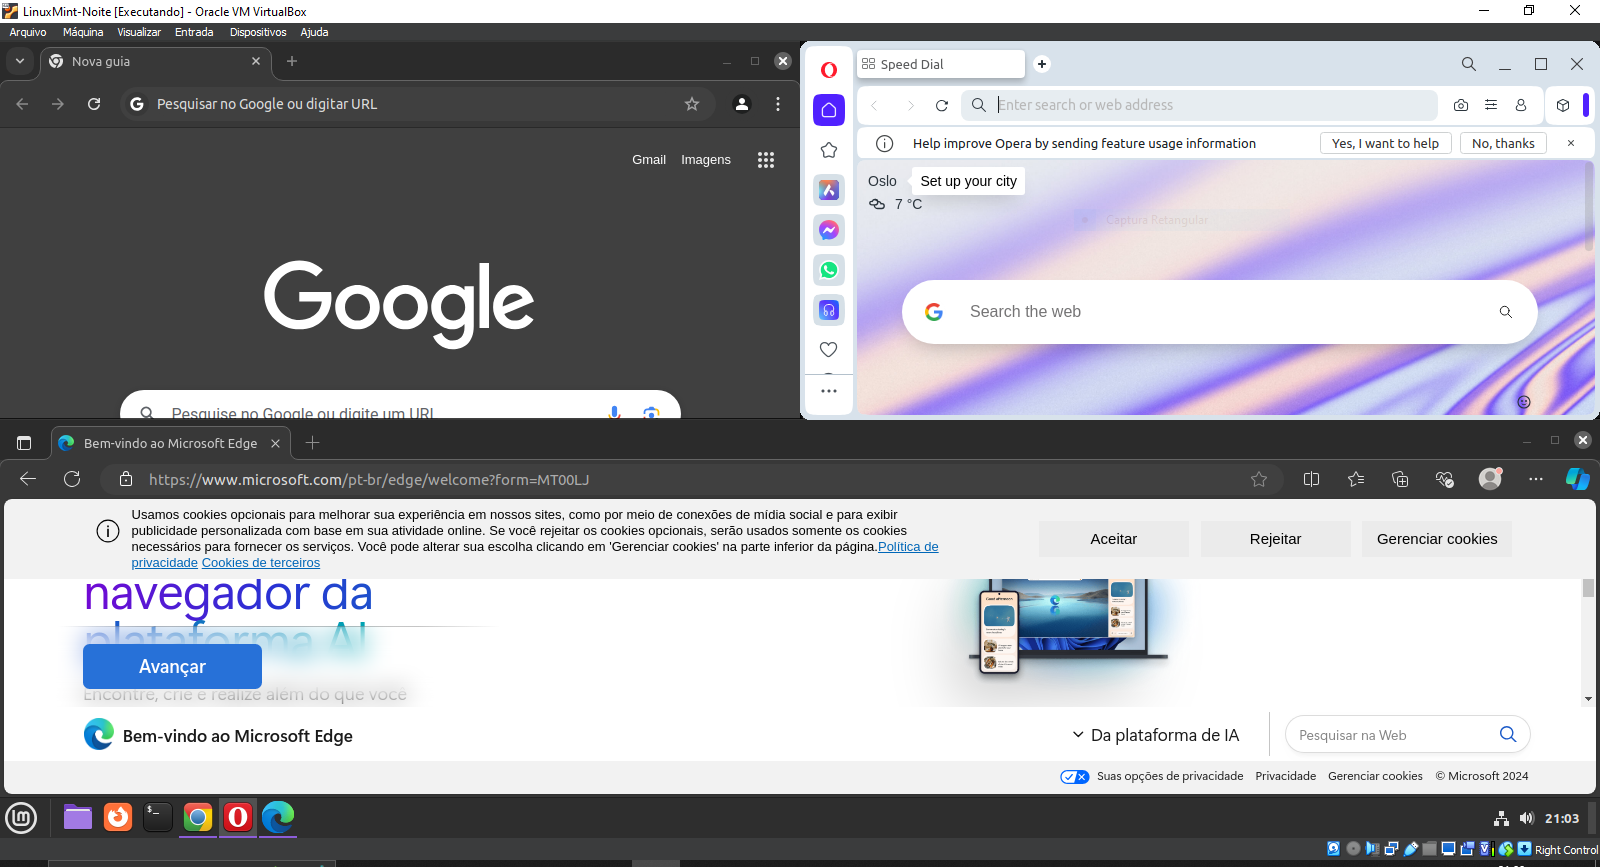 LinuxMint-Noite [Executando] - Oracle VM VirtualBox
Arquivo Máquina Visualizar Entrada Dispositivos Ajuda
Nova guia
Pesquisar no Google ou digitar URL
Gmail Imagens
Google
Pesquise no Google ou digite um URL
Speed Dial
Enter search or web address
Help improve Opera by sending feature usage information
Yes, I want to help
No, thanks
Oslo
Set up your city
7 °C
Captura Retangular
Search the web
Bem-vindo ao Microsoft Edge
https://www.microsoft.com/pt-br/edge/welcome?form=MT00LJ
Usamos cookies opcionais para melhorar sua experiência em nossos sites, como por meio de conexões de mídia social e para exibir
publicidade personalizada com base em sua atividade online. Se você rejeitar os cookies opcionais, serão usados somente os cookies
necessários para fornecer os serviços. Você pode alterar sua escolha clicando em 'Gerenciar cookies' na parte inferior da página.Política de
privacidade Cookies de terceiros
Aceitar
Rejeitar
Gerenciar cookies
navegador da
plataforma AI
Avançar
Encontre, crie e realize além do que você
Bem-vindo ao Microsoft Edge
Da plataforma de IA
Pesquisar na Web
Suas opções de privacidade Privacidade Gerenciar cookies © Microsoft 2024
21:03
Right Control